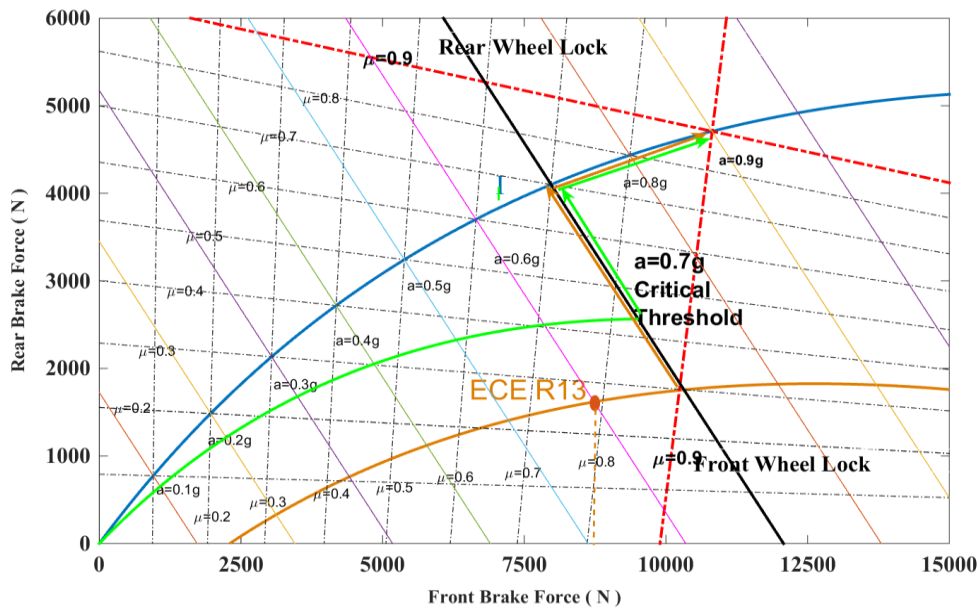 6000
5000
4000
3000
2000
1000
0
Rear Brake Force ( N )
Rear Wheel Lock
μ=0.9
μ=0.8
μ=0.7
μ=0.6
μ=0.5
μ=0.4
μ=0.3
μ=0.2
I
a=0.9g
a=0.8g
a=0.7g
Critical
Threshold
a=0.6g
a=0.5g
a=0.4g
a=0.3g
a=0.2g
a=0.1g
ECE R13
μ=0.2
μ=0.3
μ=0.4
μ=0.5
μ=0.6
μ=0.7
μ=0.8
μ=0.9
Front Wheel Lock
0
2500
5000
7500
10000
12500
15000
Front Brake Force ( N )